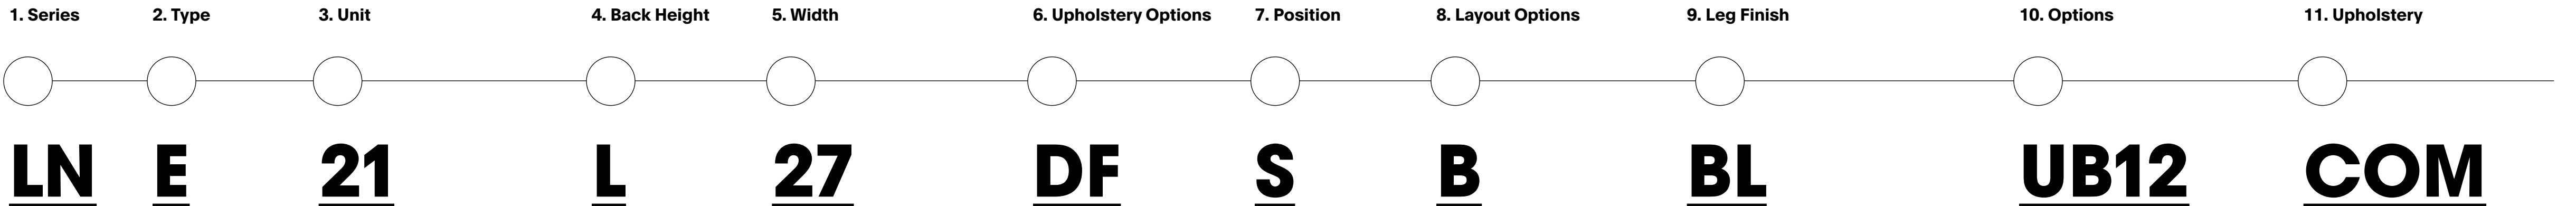 1. Series 2. Type 3. Unit 4. Back Height 5. Width 6. Upholstery Options 7. Position 8. Layout Options 9. Leg Finish 10. Options 11. Upholstery
LN E 21 L 27 DF S B BL UB12 COM